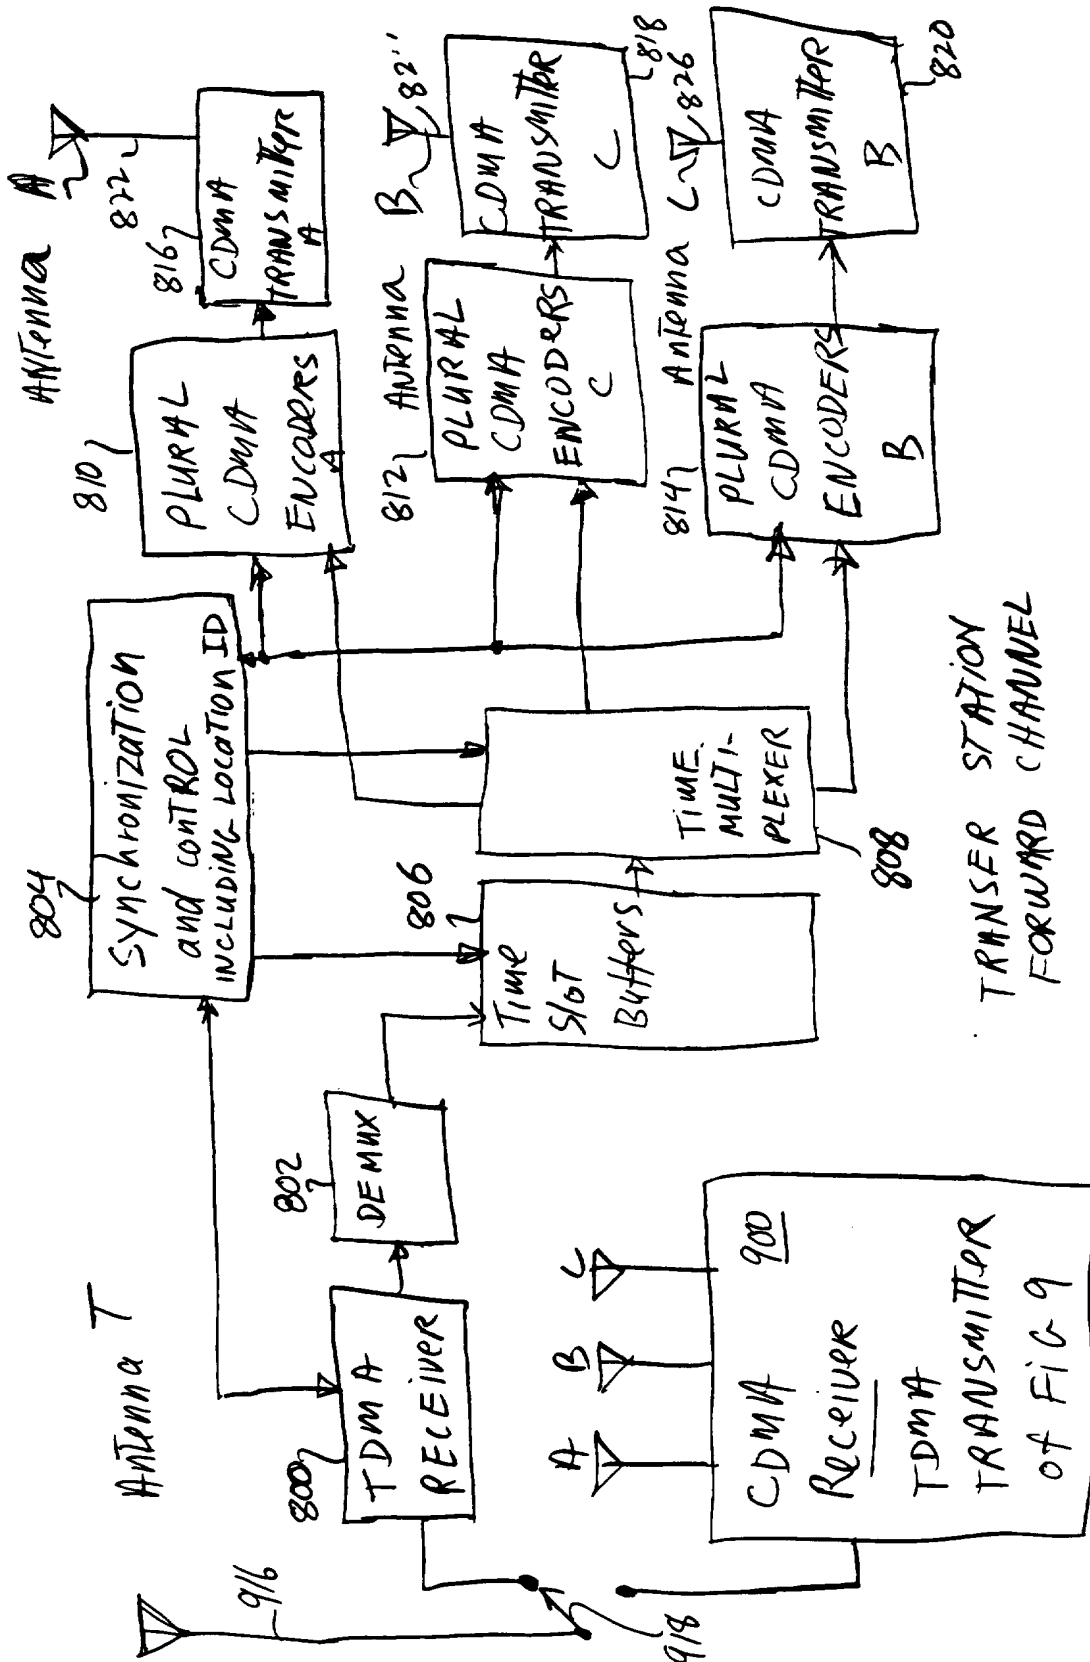 Antenna T
916
918
800
TDMA
RECEIVER
802
DEMUX
804
Synchronization
and CONTROL
INCLUDING LOCATION ID
806
Time
Slot
Buffers
TIME
MULTI-
PLEXER
808
810
PLURAL
CDMA
ENCODERS
A
ANTENNA A
822
816
CDMA
TRANSMITTER
A
812
PLURAL
CDMA
ENCODERS
C
Antenna B
82''
CDMA
TRANSMITTER
C
818
814
PLURAL
CDMA
ENCODERS
B
Antenna C
826
CDMA
TRANSMITTER
B
820
A
B
C
CDMA
Receiver
900
TDMA
TRANSMITTER
of FIG 9
TRANSER STATION
FORWARD CHANNEL